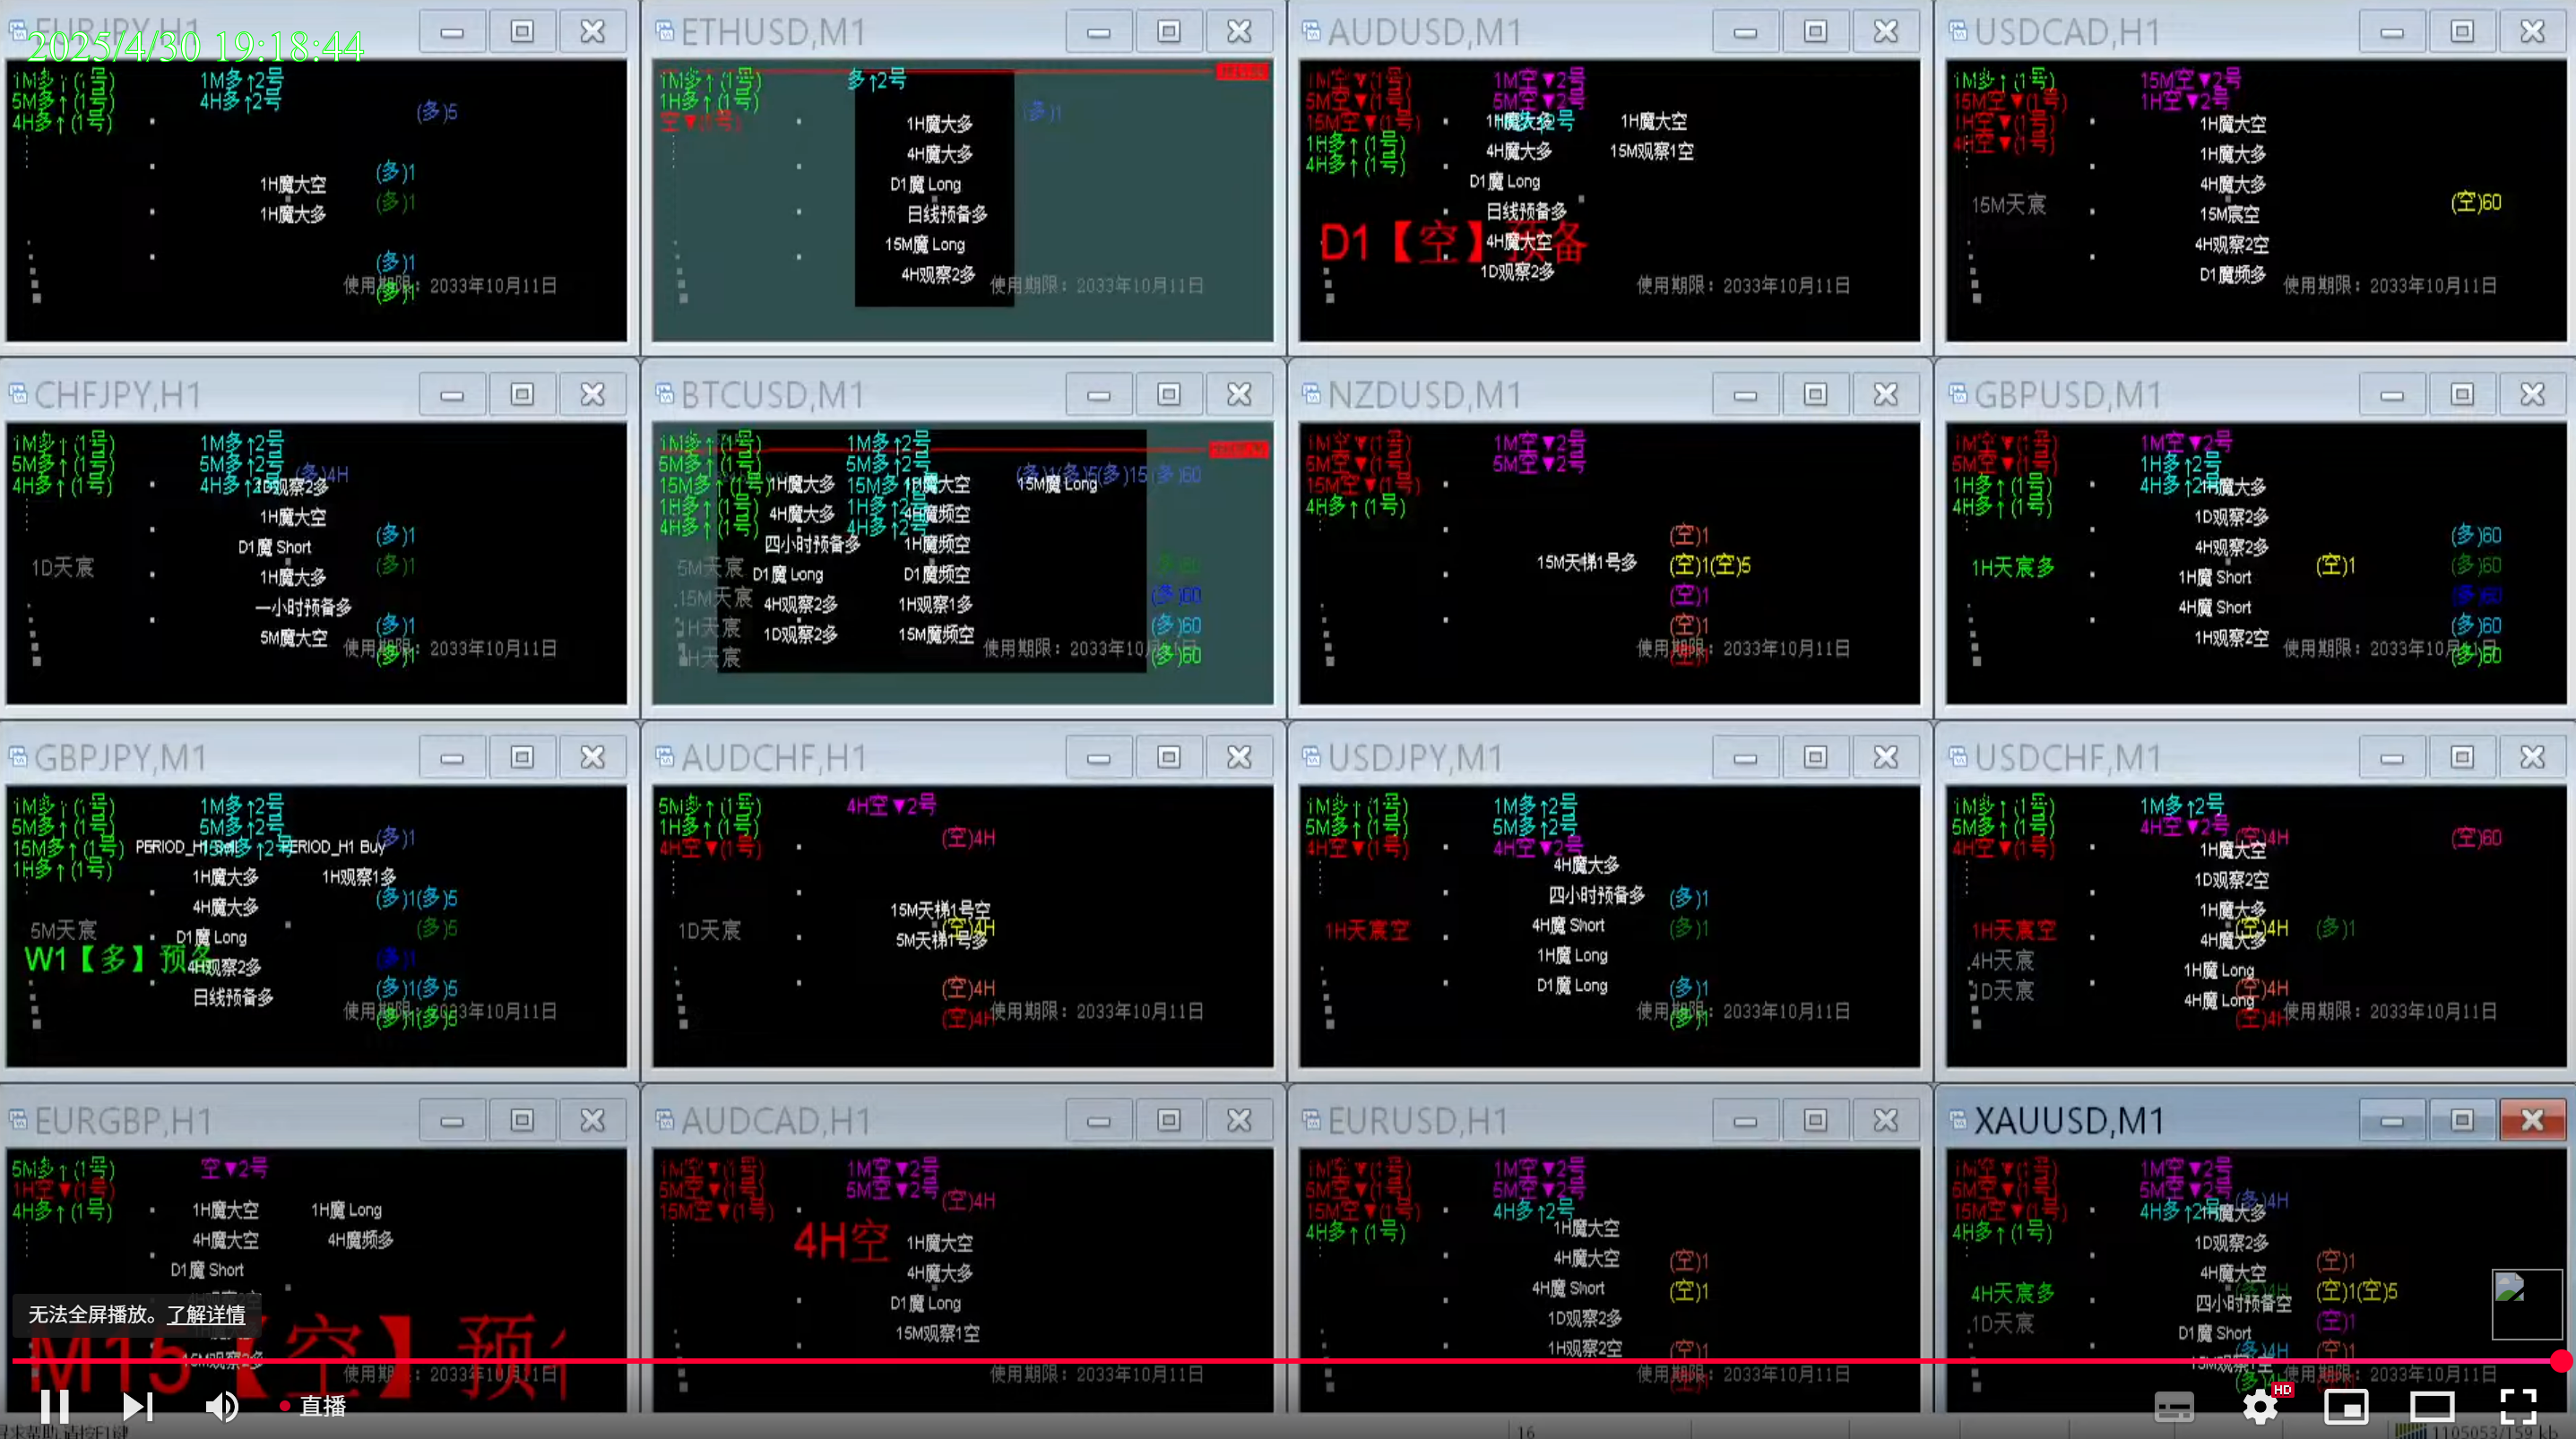 EURJPY,H1
2025/4/30 19:18:44
1M多↑(1号) 1M多↑2号
5M多↑(1号) 4H多↑2号
4H多↑(1号) (多)5
(多)1
1H魔大空
(多)1
1H魔大多
(多)1
使用期限：2033年10月11日
(多)1
ETHUSD,M1
1M多↑(1号) 多↑2号
1H多↑(1号) (多)1
空▼(1号) 1H魔大多
4H魔大多
D1魔 Long
日线预备多
15M魔 Long
4H观察2多
使用期限：2033年10月11日
AUDUSD,M1
1M空▼(1号) 1M空▼2号
5M空▼(1号) 5M空▼2号
15M空▼(1号) 1H魔大多 1H魔大空
1H多↑(1号)
4H魔大多 15M观察1空
4H多↑(1号)
D1魔 Long
日线预备多
D1【空】预备
4H魔大空
1D观察2多
使用期限：2033年10月11日
USDCAD,H1
1M多↑(1号) 15M空▼2号
15M空▼(1号) 1H空▼2号
1H空▼(1号) 1H魔大空
4H空▼(1号)
1H魔大多
4H魔大多
15M天宸 (空)60
15M宸空
4H观察2空
D1魔频多
使用期限：2033年10月11日
CHFJPY,H1
1M多↑(1号) 1M多↑2号
5M多↑(1号) 5M多↑2号 (多)4H
4H多↑(1号) 4H多↑2号
1D观察2多
1H魔大空
(多)1
D1魔 Short
1D天宸 (多)1
1H魔大多
一小时预备多
(多)1
5M魔大空
使用期限：2033年10月11日
(多)1
BTCUSD,M1
1M多↑(1号) 1M多↑2号
5M多↑(1号) 5M多↑2号 (多)1(多)5(多)15(多)60
15M多↑(1号) 1H魔大多 15M多↑2号 1H魔大空 15M魔 Long
1H多↑(1号) 4H魔大多 1H多↑2号 4H魔频空
4H多↑(1号) 4H多↑2号
四小时预备多 1H魔频空
5M天宸 D1魔 Long D1魔频空
15M天宸 4H观察2多 1H观察1多 (多)60
1H天宸 1D观察2多 15M魔频空 (多)60
4H天宸 使用期限：2033年10月11日 (多)60
NZDUSD,M1
1M空▼(1号) 1M空▼2号
5M空▼(1号) 5M空▼2号
15M空▼(1号)
4H多↑(1号)
(空)1
15M天梯1号多 (空)1(空)5
(空)1
(空)1
使用期限：2033年10月11日
(空)1
GBPUSD,M1
1M空▼(1号) 1M空▼2号
5M空▼(1号) 1H多↑2号
1H多↑(1号) 4H多↑2号 1H魔大多
4H多↑(1号)
1D观察2多
(多)60
4H观察2多
1H天宸多 (空)1 (多)60
1H魔 Short
(多)60
4H魔 Short
(多)60
1H观察2空
使用期限：2033年10月11日
(多)60
GBPJPY,M1
1M多↑(1号) 1M多↑2号
5M多↑(1号) 5M多↑2号 (多)1
15M多↑(1号) PERIOD_H1 Sell 15M多↑2号 PERIOD_H1 Buy
1H多↑(1号) 1H魔大多 1H观察1多
(多)1(多)5
4H魔大多
5M天宸 D1魔 Long (多)5
W1【多】预备 (多)1
4H观察2多
(多)1(多)5
日线预备多
使用期限：2033年10月11日
(多)1(多)5
AUDCHF,H1
5M多↑(1号) 4H空▼2号
1H多↑(1号) (空)4H
4H空▼(1号)
15M天梯1号空
1D天宸 (空)4H
5M天梯1号多
(空)4H
使用期限：2033年10月11日
(空)4H
USDJPY,M1
1M多↑(1号) 1M多↑2号
5M多↑(1号) 5M多↑2号
4H空▼(1号) 4H空▼2号
4H魔大多
四小时预备多 (多)1
1H天宸空 4H魔 Short (多)1
1H魔 Long
D1魔 Long (多)1
使用期限：2033年10月11日
(多)1
USDCHF,M1
1M多↑(1号) 1M多↑2号
5M多↑(1号) 4H空▼2号 (空)4H (空)60
4H空▼(1号) 1H魔大空
1D观察2空
1H魔大多
1H天宸空 (空)4H (多)1
4H魔大多
4H天宸
1H魔 Long
1D天宸 (空)4H
4H魔 Long
使用期限：2033年10月11日
(空)4H
EURGBP,H1
5M多↑(1号) 空▼2号
1H空▼(1号)
4H多↑(1号) 1H魔大空 1H魔 Long
4H魔大空 4H魔频多
D1魔 Short
无法全屏播放。了解详情
M15【空】预
15M观察2多
使用期限：2033年10月11日
AUDCAD,H1
1M空▼(1号) 1M空▼2号
5M空▼(1号) 5M空▼2号 (空)4H
15M空▼(1号)
4H空
1H魔大空
4H魔大多
D1魔 Long
15M观察1空
使用期限：2033年10月11日
EURUSD,H1
1M空▼(1号) 1M空▼2号
5M空▼(1号) 5M空▼2号
15M空▼(1号) 4H多↑2号
4H多↑(1号) 1H魔大空
4H魔大空 (空)1
4H魔 Short (空)1
1D观察2多
1H观察2空 (空)1
使用期限：2033年10月11日
XAUUSD,M1
1M空▼(1号) 1M空▼2号
5M空▼(1号) 5M空▼2号 (多)4H
15M空▼(1号) 4H多↑2号 1H魔大多
4H多↑(1号)
1D观察2多
(空)1
4H魔大空
4H天宸多 (多)4H (空)1(空)5
四小时预备空
1D天宸 (空)1
D1魔 Short
(多)4H (空)1
15M观察1空
使用期限：2033年10月11日
直播
HD
16
1105053/159 kb